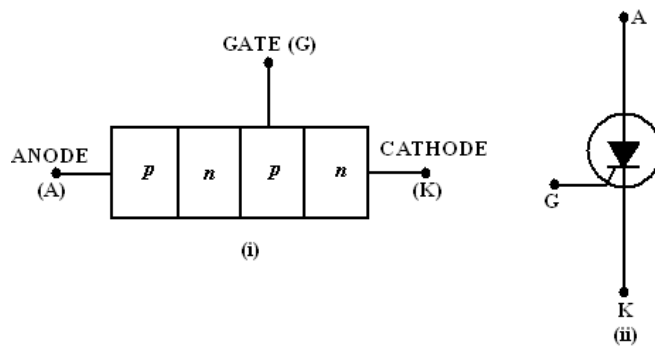 GATE (G)
ANODE
(A)
p n p n
CATHODE
(K)
(i)
A
G
K
(ii)